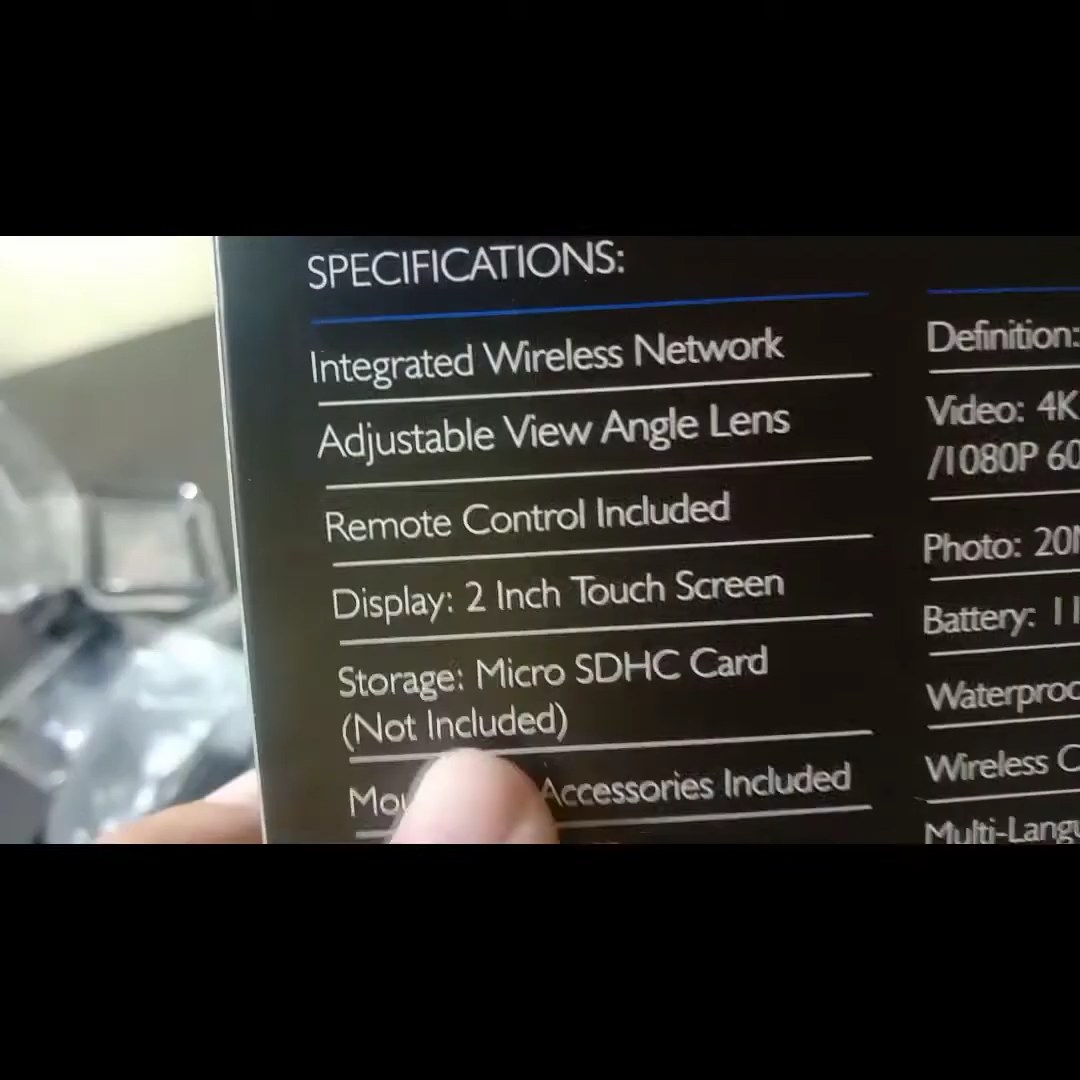 SPECIFICATIONS:
Integrated Wireless Network
Adjustable View Angle Lens
Remote Control Included
Display: 2 Inch Touch Screen
Storage: Micro SDHC Card
(Not Included)
Accessories Included
Definition:
Video: 4K
/1080P 60
Photo:
Battery:
Wireless